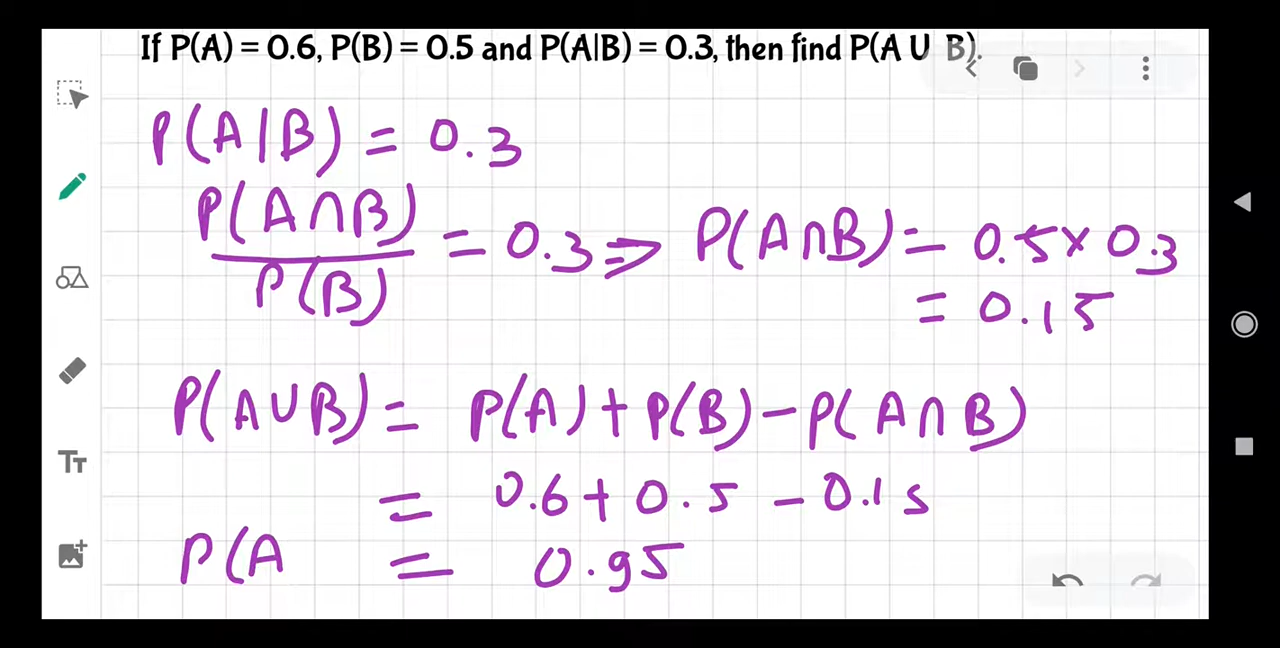 If P(A) = 0.6, P(B) = 0.5 and P(A|B) = 0.3, then find P(A U B).
P(A|B) = 0.3
P(A∩B)/P(B) = 0.3 ⇒ P(A∩B) = 0.5 × 0.3
= 0.15
P(A∪B) = P(A) + P(B) - P(A∩B)
= 0.6 + 0.5 - 0.15
P(A = 0.95
TT